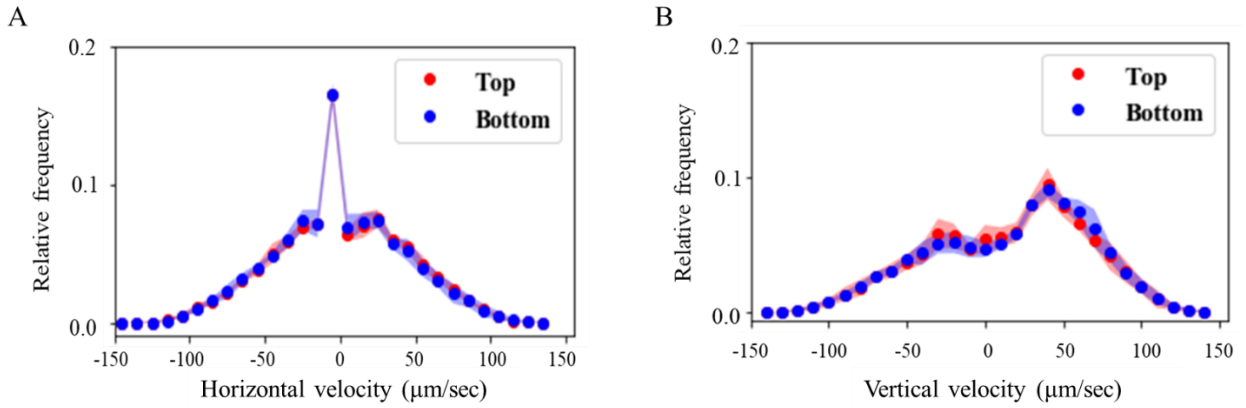 A
0.2
0.1
0.0
Relative frequency
Top
Bottom
-150
-100
-50
0
50
100
150
Horizontal velocity (μm/sec)
B
0.2
0.1
0.0
Relative frequency
Top
Bottom
-150
-100
-50
0
50
100
150
Vertical velocity (μm/sec)